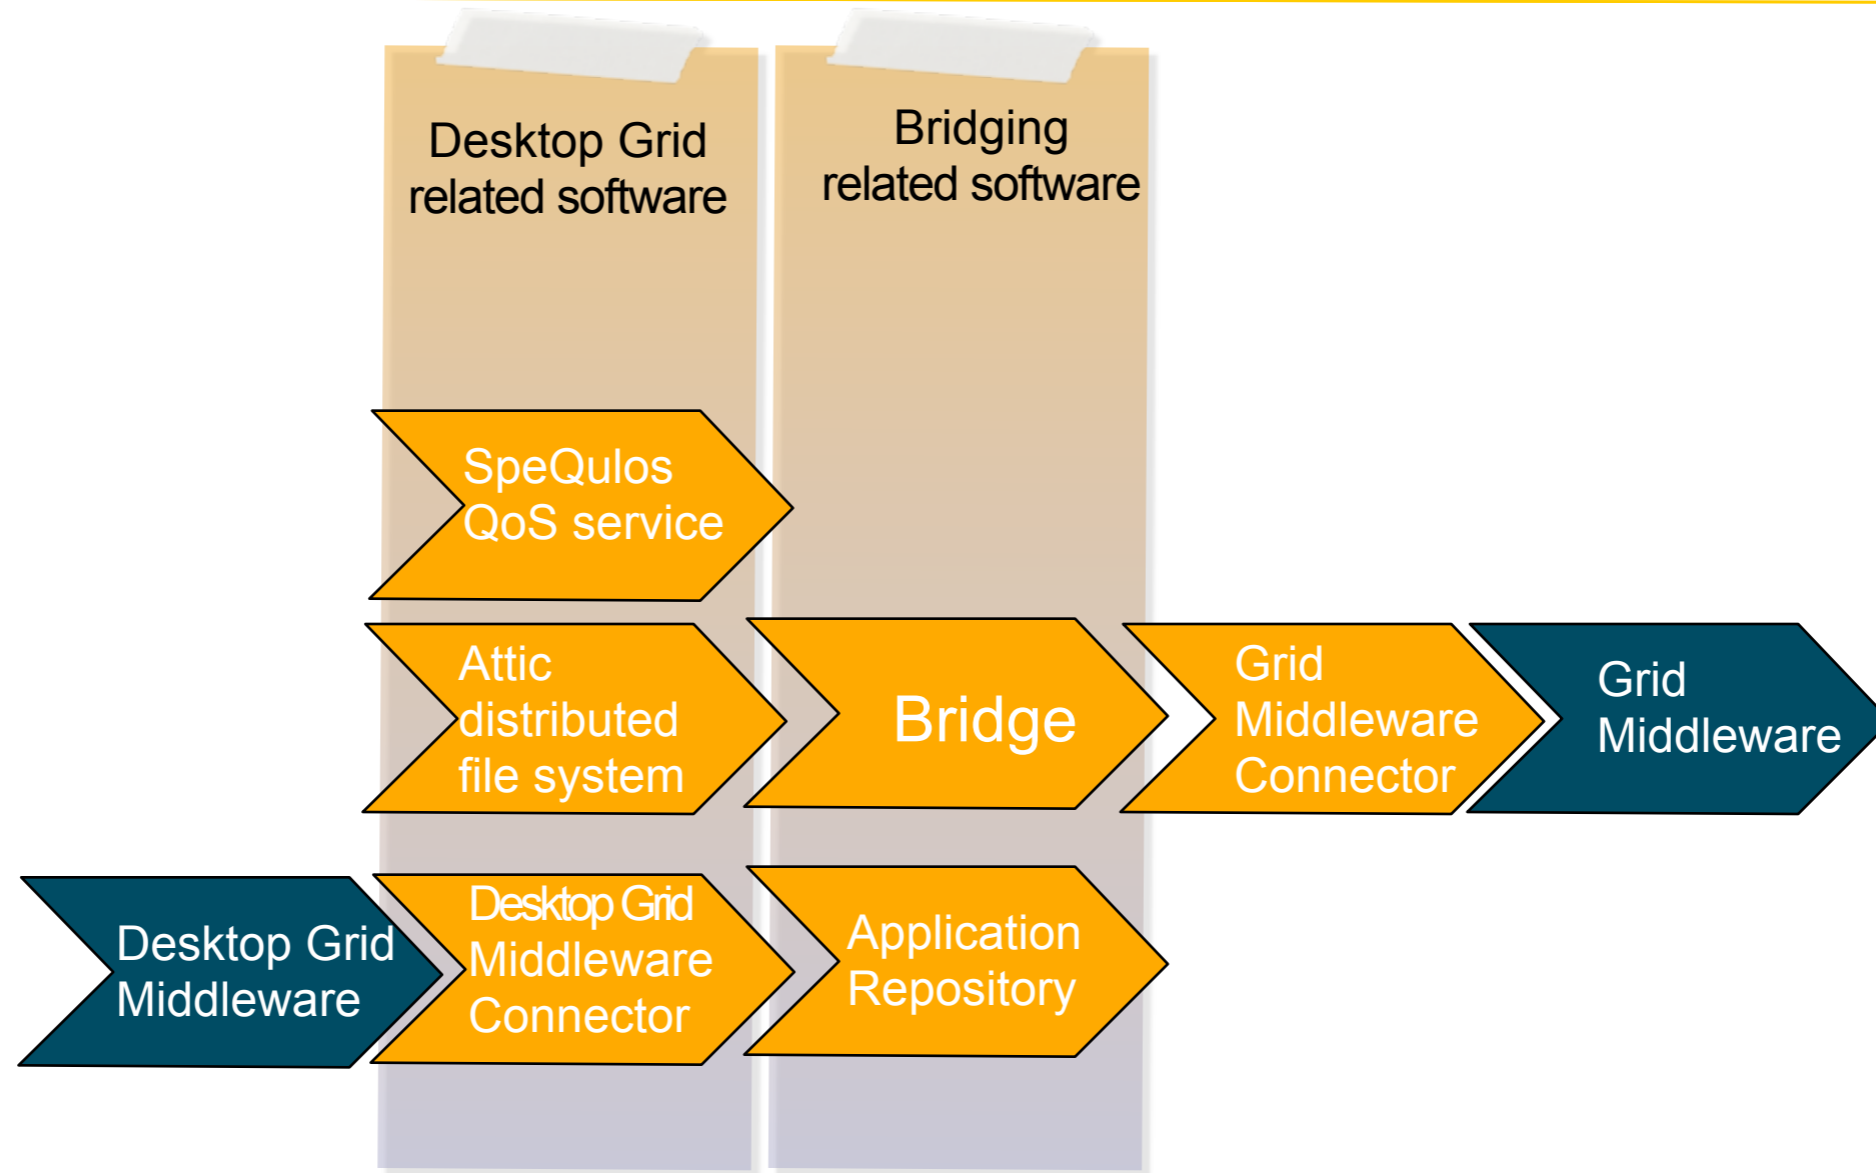 Desktop Grid
related software
Bridging
related software
SpeQulos
QoS service
Attic
distributed
file system
Bridge
Grid
Middleware
Connector
Grid
Middleware
Desktop Grid
Middleware
Desktop Grid
Middleware
Connector
Application
Repository